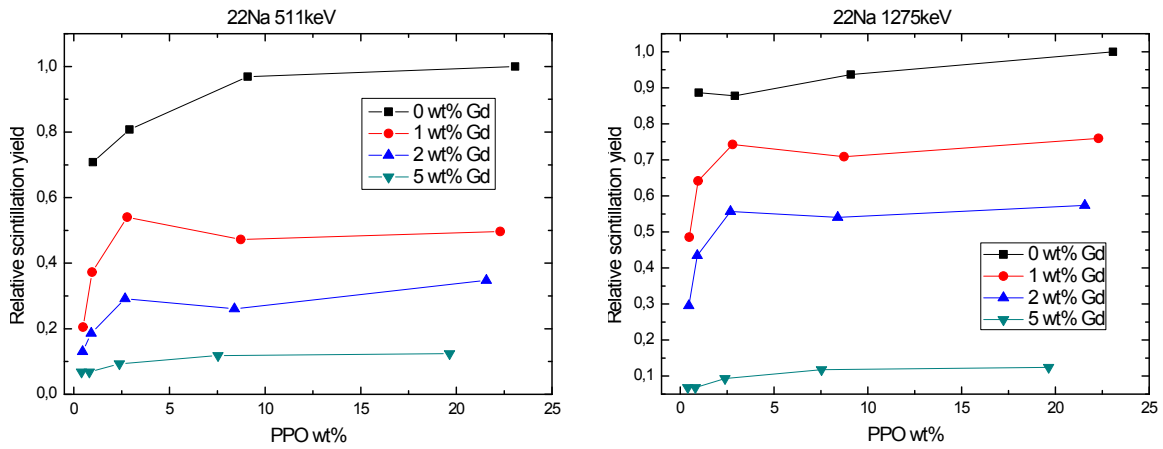 22Na 511keV
Relative scintillation yield
1,0
0,8
0,6
0,4
0,2
0,0
0 wt% Gd
1 wt% Gd
2 wt% Gd
5 wt% Gd
0 5 10 15 20 25
PPO wt%
22Na 1275keV
Relative scintillation yield
1,0
0,9
0,8
0,7
0,6
0,5
0,4
0,3
0,2
0,1
0 wt% Gd
1 wt% Gd
2 wt% Gd
5 wt% Gd
0 5 10 15 20 25
PPO wt%